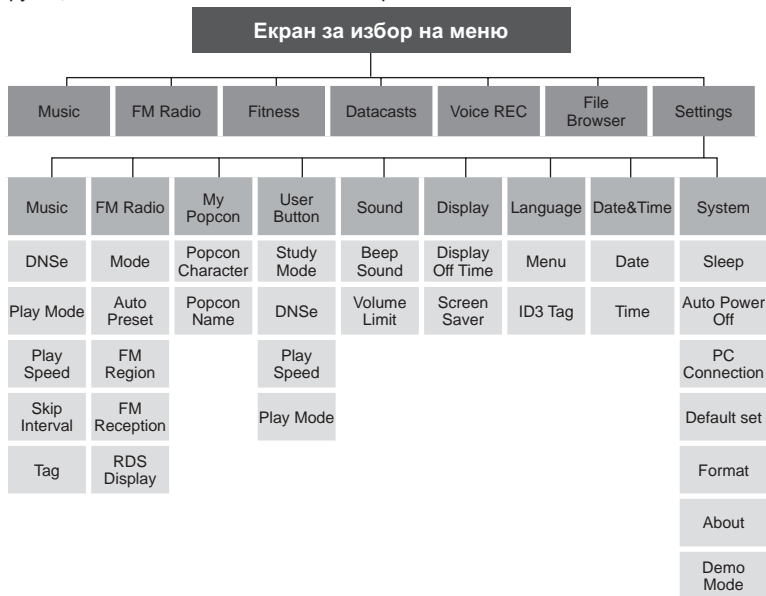 Екран за избор на меню
Music
FM Radio
Fitness
Datacasts
Voice REC
File
Browser
Settings
Music
FM Radio
My
Popcon
User
Button
Sound
Display
Language
Date&Time
System
DNSe
Mode
Popcon
Character
Study
Mode
Beep
Sound
Display
Off Time
Menu
Date
Sleep
Play Mode
Auto
Preset
Popcon
Name
DNSe
Volume
Limit
Screen
Saver
ID3 Tag
Time
Auto Power
Off
Play
Speed
FM
Region
Play
Speed
PC
Connection
Skip
Interval
FM
Reception
Play Mode
Default set
Tag
RDS
Display
Format
About
Demo
Mode